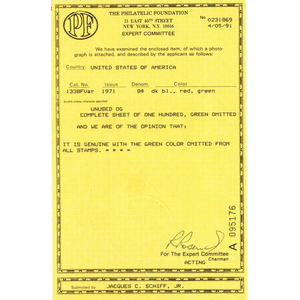 THE PHILATELIC FOUNDATION
21 EAST 40TH STREET
NEW YORK, N.Y. 10016
EXPERT COMMITTEE
No 0231869
4/05/91
We have examined the enclosed item, of which a photo-
graph is attached, and described by the applicant as follows:
Country: UNITED STATES OF AMERICA
Cat. No. Issue Denom. Color
1338FVar 1971 8¢ dk bl., red, green
UNUSED OG
COMPLETE SHEET OF ONE HUNDRED, GREEN OMITTED
AND WE ARE OF THE OPINION THAT:
IT IS GENUINE WITH THE GREEN COLOR OMITTED FROM
ALL STAMPS. * * * *
For The Expert Committee
Chairman
ACTING
A 095176
Submitted by JACQUES C. SCHIFF, JR.